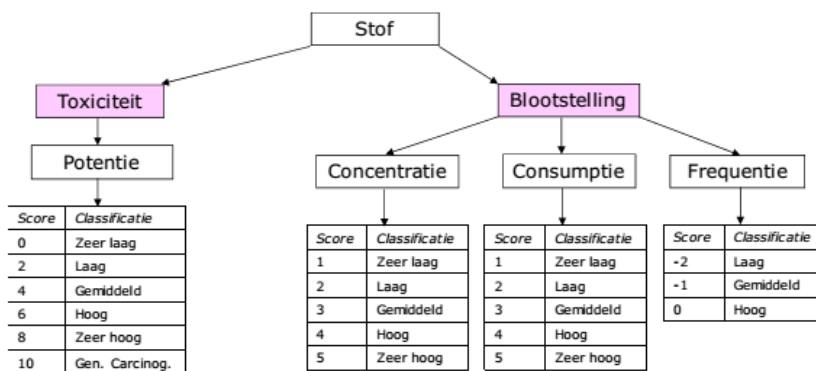 Stof
Toxiciteit
Blootstelling
Potentie
Concentratie
Consumptie
Frequentie
Score Classificatie
0 Zeer laag
2 Laag
4 Gemiddeld
6 Hoog
8 Zeer hoog
10 Gen. Carcinog.
Score Classificatie
1 Zeer laag
2 Laag
3 Gemiddeld
4 Hoog
5 Zeer hoog
Score Classificatie
1 Zeer laag
2 Laag
3 Gemiddeld
4 Hoog
5 Zeer hoog
Score Classificatie
-2 Laag
-1 Gemiddeld
0 Hoog